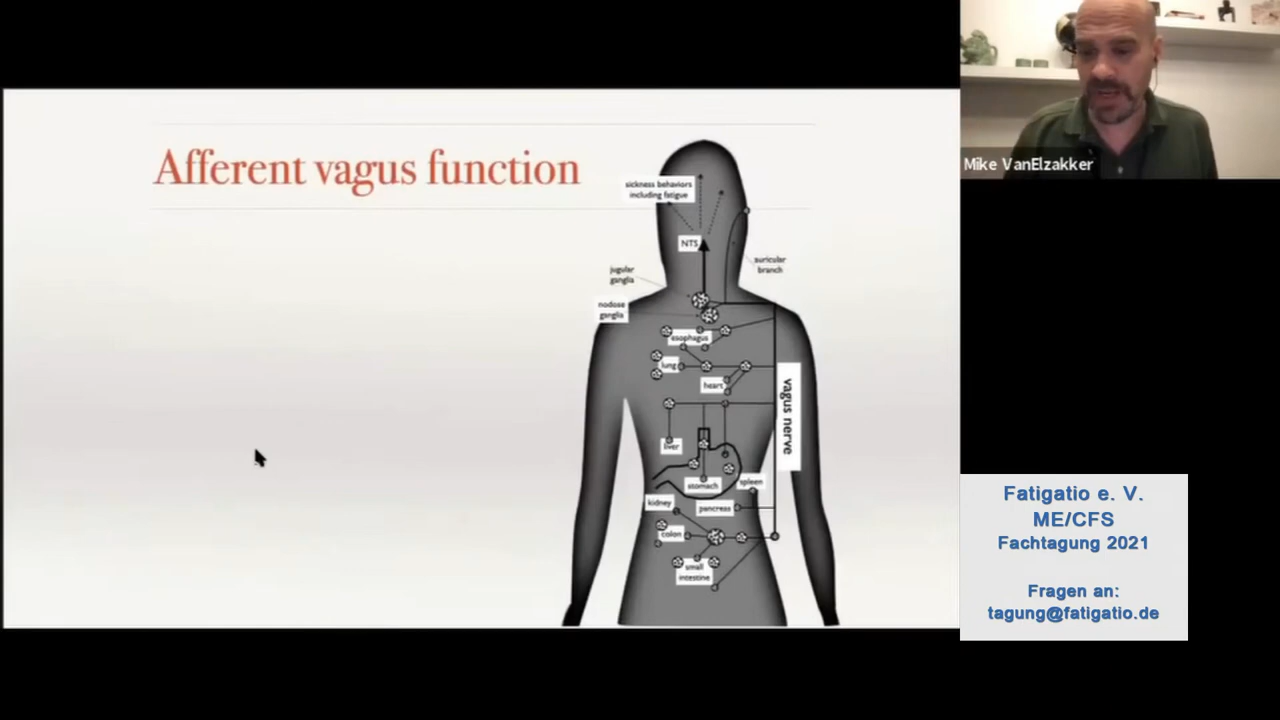 Afferent vagus function
sickness behaviors
including fatigue
NTS
jugular
ganglia
auricular
branch
nodose
ganglia
esophagus
lung
heart
vagus nerve
liver
stomach
spleen
kidney
pancreas
colon
small
intestine
Mike VanElzakker
Fatigatio e. V.
ME/CFS
Fachtagung 2021
Fragen an:
tagung@fatigatio.de